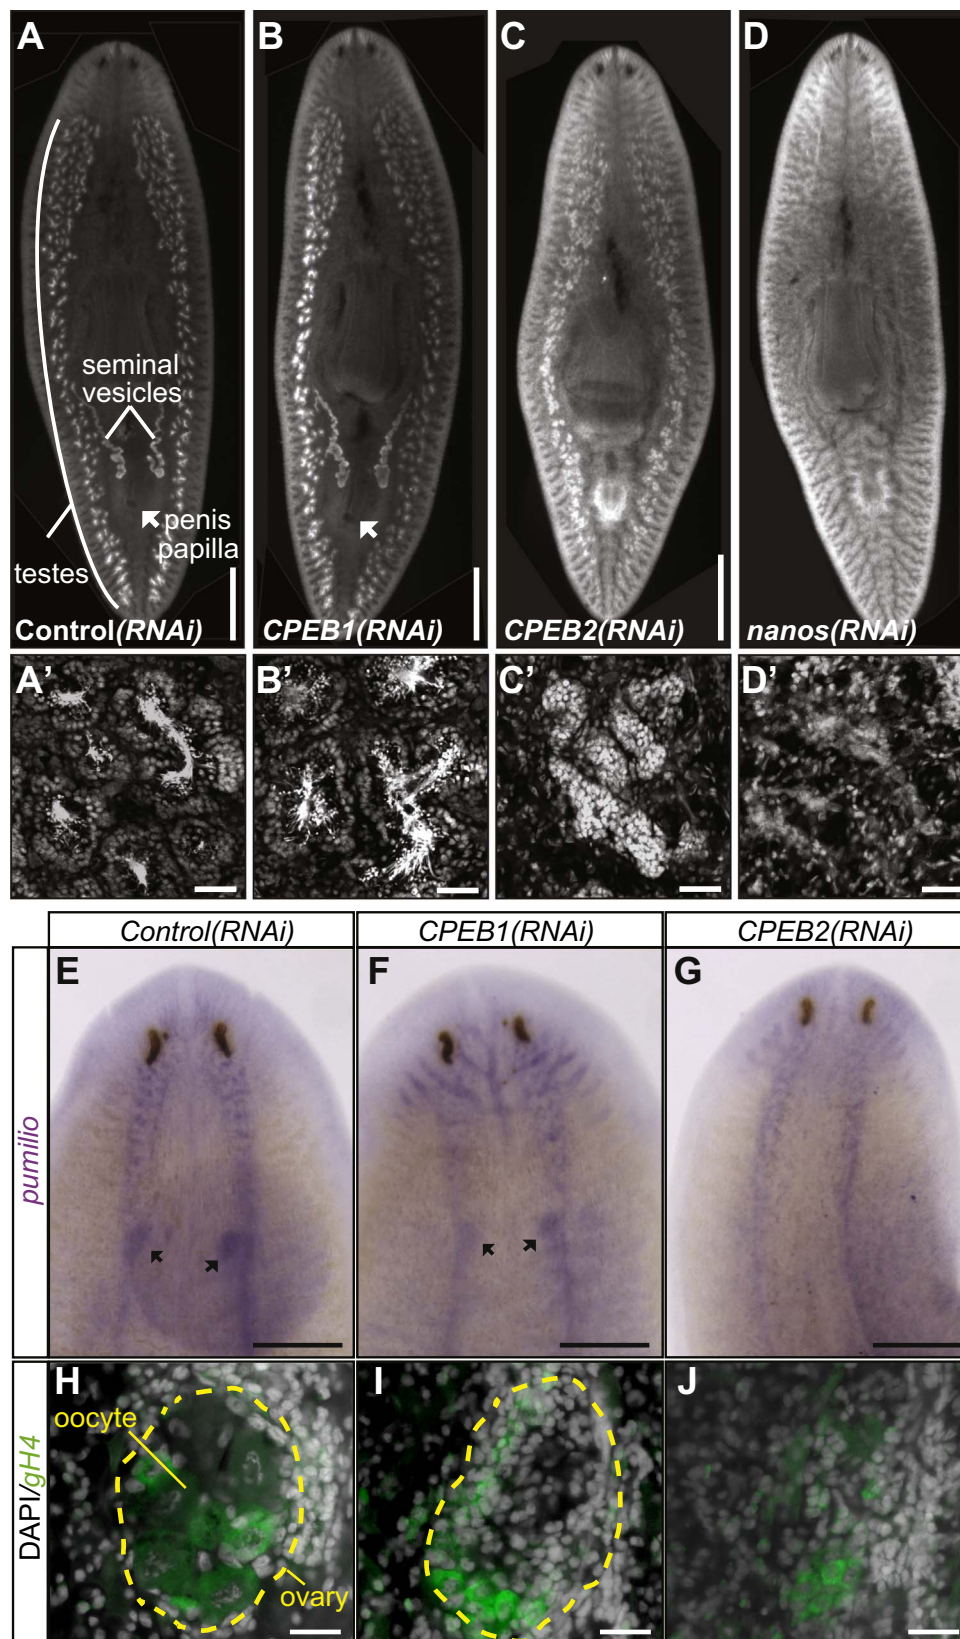 A
B
C
D
seminal
vesicles
penis
papilla
testes
Control(RNAi)
CPEB1(RNAi)
CPEB2(RNAi)
nanos(RNAi)
A'
B'
C'
D'
Control(RNAi)
CPEB1(RNAi)
CPEB2(RNAi)
pumilio
E
F
G
DAPI/gH4
H
I
J
oocyte
ovary